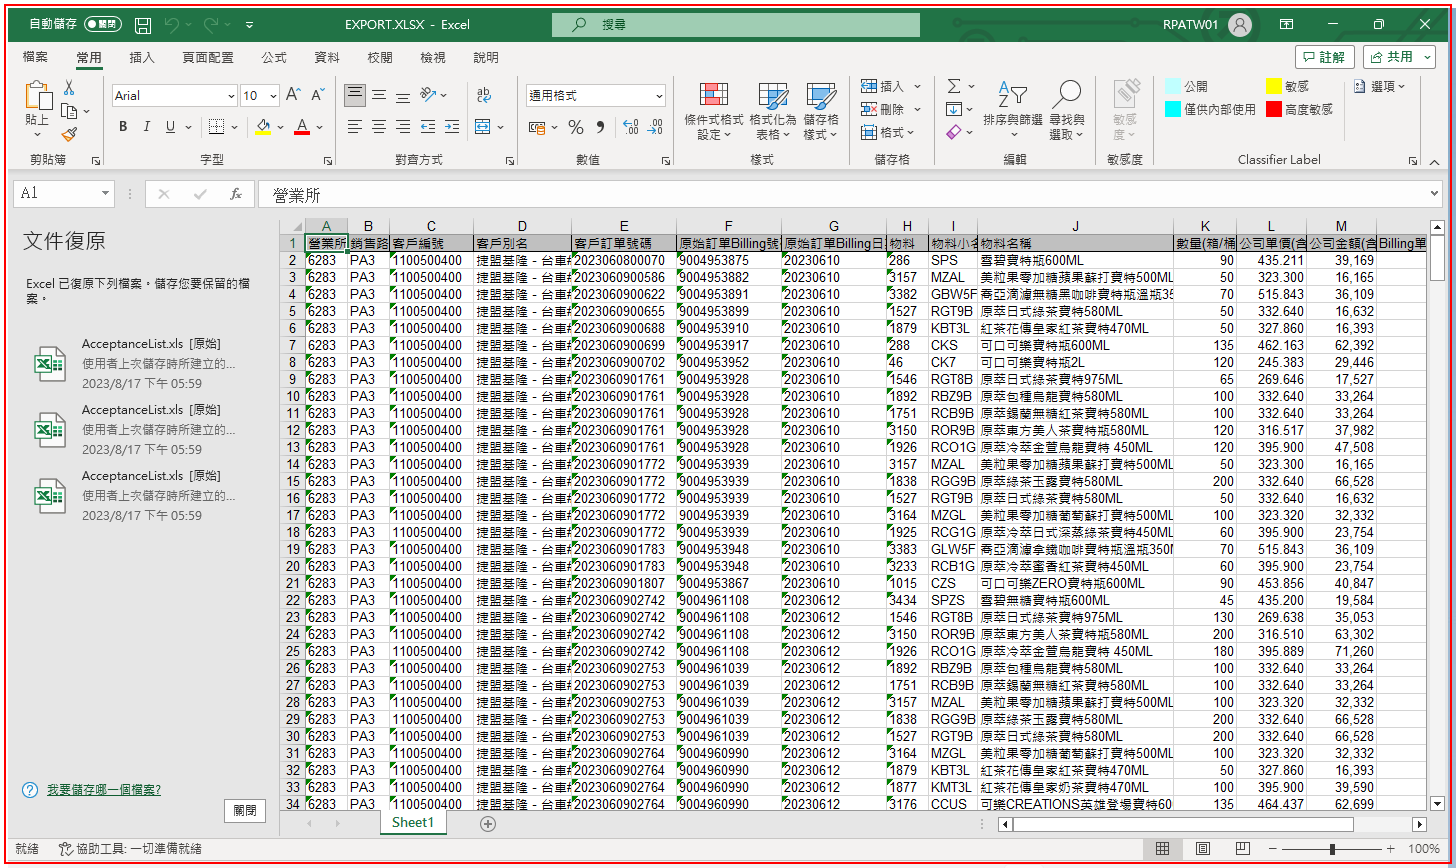 自動儲存 關閉 EXPORT.XLSX - Excel 搜尋 RPATW01
檔案 常用 插入 頁面配置 公式 資料 校閱 檢視 說明 註解 共用
貼上 Arial 10 通用格式 條件式格式設定 格式化為表格 儲存格樣式 插入 刪除 格式 排序與篩選 尋找與選取 敏感度 公開 敏感 僅供內部使用 高度敏感 選項
剪貼簿 字型 對齊方式 數值 樣式 儲存格 編輯 敏感度 Classifier Label
A1 fx 營業所
文件復原
Excel 已復原下列檔案。儲存您要保留的檔
案。
AcceptanceList.xls [原始]
使用者上次儲存時所建立的...
2023/8/17 下午 05:59
AcceptanceList.xls [原始]
使用者上次儲存時所建立的...
2023/8/17 下午 05:59
AcceptanceList.xls [原始]
使用者上次儲存時所建立的...
2023/8/17 下午 05:59
我要儲存哪一個檔案?
關閉
A B C D E F G H I J K L M
1 營業所 銷售路 客戶編號 客戶別名 客戶訂單號碼 原始訂單Billing號 原始訂單Billing日 物料 物料小名 物料名稱 數量(箱/桶 公司單價(含 公司金額(含 Billing單
2 6283 PA3 1100500400 捷盟基隆 - 台車# 2023060800070 9004953875 20230610 286 SPS 雪碧寶特瓶600ML 90 435.211 39,169
3 6283 PA3 1100500400 捷盟基隆 - 台車# 2023060900586 9004953882 20230610 3157 MZAL 美粒果零加糖蘋果蘇打寶特500ML 50 323.300 16,165
4 6283 PA3 1100500400 捷盟基隆 - 台車# 2023060900622 9004953891 20230610 3382 GBW5F 喬亞滴濾無糖黑咖啡寶特瓶溫瓶35 70 515.843 36,109
5 6283 PA3 1100500400 捷盟基隆 - 台車# 2023060900655 9004953899 20230610 1527 RGT9B 原萃日式綠茶寶特580ML 50 332.640 16,632
6 6283 PA3 1100500400 捷盟基隆 - 台車# 2023060900688 9004953910 20230610 1879 KBT3L 紅茶花傳皇家紅茶寶特470ML 50 327.860 16,393
7 6283 PA3 1100500400 捷盟基隆 - 台車# 2023060900699 9004953917 20230610 288 CKS 可口可樂寶特瓶600ML 135 462.163 62,392
8 6283 PA3 1100500400 捷盟基隆 - 台車# 2023060900702 9004953952 20230610 46 CK7 可口可樂寶特瓶2L 120 245.383 29,446
9 6283 PA3 1100500400 捷盟基隆 - 台車# 2023060901761 9004953928 20230610 1546 RGT8B 原萃日式綠茶寶特975ML 65 269.646 17,527
10 6283 PA3 1100500400 捷盟基隆 - 台車# 2023060901761 9004953928 20230610 1892 RBZ9B 原萃包種烏龍寶特580ML 100 332.640 33,264
11 6283 PA3 1100500400 捷盟基隆 - 台車# 2023060901761 9004953928 20230610 1751 RCB9B 原萃錫蘭無糖紅茶寶特580ML 100 332.640 33,264
12 6283 PA3 1100500400 捷盟基隆 - 台車# 2023060901761 9004953928 20230610 3150 ROR9B 原萃東方美人茶寶特瓶580ML 120 316.517 37,982
13 6283 PA3 1100500400 捷盟基隆 - 台車# 2023060901761 9004953928 20230610 1926 RCO1G 原萃冷萃金萱烏龍寶特 450ML 120 395.900 47,508
14 6283 PA3 1100500400 捷盟基隆 - 台車# 2023060901772 9004953939 20230610 3157 MZAL 美粒果零加糖蘋果蘇打寶特500ML 50 323.300 16,165
15 6283 PA3 1100500400 捷盟基隆 - 台車# 2023060901772 9004953939 20230610 1838 RGG9B 原萃綠茶玉露寶特580ML 200 332.640 66,528
16 6283 PA3 1100500400 捷盟基隆 - 台車# 2023060901772 9004953939 20230610 1527 RGT9B 原萃日式綠茶寶特580ML 50 332.640 16,632
17 6283 PA3 1100500400 捷盟基隆 - 台車# 2023060901772 9004953939 20230610 3164 MZGL 美粒果零加糖葡萄蘇打寶特500ML 100 323.320 32,332
18 6283 PA3 1100500400 捷盟基隆 - 台車# 2023060901772 9004953939 20230610 1925 RCG1G 原萃冷萃日式深蒸綠茶寶特450ML 60 395.900 23,754
19 6283 PA3 1100500400 捷盟基隆 - 台車# 2023060901783 9004953948 20230610 3383 GLW5F 喬亞滴濾拿鐵咖啡寶特瓶溫瓶350M 70 515.843 36,109
20 6283 PA3 1100500400 捷盟基隆 - 台車# 2023060901783 9004953948 20230610 3233 RCB1G 原萃冷萃蜜香紅茶寶特450ML 60 395.900 23,754
21 6283 PA3 1100500400 捷盟基隆 - 台車# 2023060901807 9004953867 20230610 1015 CZS 可口可樂ZERO寶特瓶600ML 90 453.856 40,847
22 6283 PA3 1100500400 捷盟基隆 - 台車# 2023060902742 9004961108 20230612 3434 SPZS 雪碧無糖寶特瓶600ML 45 435.200 19,584
23 6283 PA3 1100500400 捷盟基隆 - 台車# 2023060902742 9004961108 20230612 1546 RGT8B 原萃日式綠茶寶特975ML 130 269.638 35,053
24 6283 PA3 1100500400 捷盟基隆 - 台車# 2023060902742 9004961108 20230612 3150 ROR9B 原萃東方美人茶寶特瓶580ML 200 316.510 63,302
25 6283 PA3 1100500400 捷盟基隆 - 台車# 2023060902742 9004961108 20230612 1926 RCO1G 原萃冷萃金萱烏龍寶特 450ML 180 395.889 71,260
26 6283 PA3 1100500400 捷盟基隆 - 台車# 2023060902753 9004961039 20230612 1892 RBZ9B 原萃包種烏龍寶特580ML 100 332.640 33,264
27 6283 PA3 1100500400 捷盟基隆 - 台車# 2023060902753 9004961039 20230612 1751 RCB9B 原萃錫蘭無糖紅茶寶特580ML 100 332.640 33,264
28 6283 PA3 1100500400 捷盟基隆 - 台車# 2023060902753 9004961039 20230612 3157 MZAL 美粒果零加糖蘋果蘇打寶特500ML 100 323.320 32,332
29 6283 PA3 1100500400 捷盟基隆 - 台車# 2023060902753 9004961039 20230612 1838 RGG9B 原萃綠茶玉露寶特580ML 200 332.640 66,528
30 6283 PA3 1100500400 捷盟基隆 - 台車# 2023060902753 9004961039 20230612 1527 RGT9B 原萃日式綠茶寶特580ML 200 332.640 66,528
31 6283 PA3 1100500400 捷盟基隆 - 台車# 2023060902764 9004960990 20230612 3164 MZGL 美粒果零加糖葡萄蘇打寶特500ML 100 323.320 32,332
32 6283 PA3 1100500400 捷盟基隆 - 台車# 2023060902764 9004960990 20230612 1879 KBT3L 紅茶花傳皇家紅茶寶特470ML 50 327.860 16,393
33 6283 PA3 1100500400 捷盟基隆 - 台車# 2023060902764 9004960990 20230612 1877 KMT3L 紅茶花傳皇家奶茶寶特470ML 100 395.900 39,590
34 6283 PA3 1100500400 捷盟基隆 - 台車# 2023060902764 9004960990 20230612 3176 CCUS 可樂CREATIONS英雄登場寶特60 135 464.437 62,699
Sheet1
就緒 協助工具: 一切準備就緒 100%